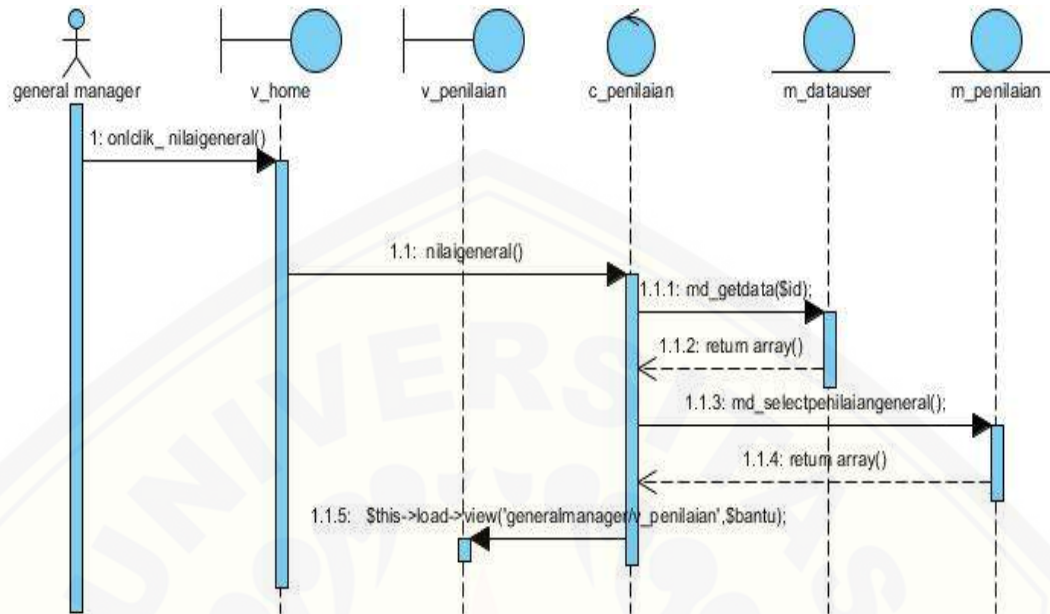 general manager
v_home
v_penilaian
c_penilaian
m_datauser
m_penilaian
1: onlclik_ nilaigeneral()
1.1: nilaigeneral()
1.1.1: md_getdata($id);
1.1.2: return array()
1.1.3: md_selectpenilaiangeneral();
1.1.4: return array()
1.1.5: $this->load->view('generalmanager/v_penilaian',$bantu);
UNIVERSITAS